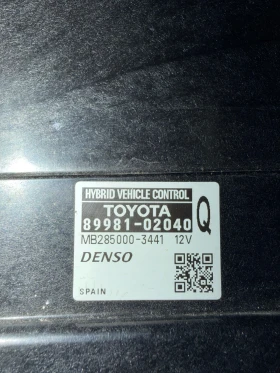 HYBRID VEHICLE CONTROL
TOYOTA
89981-02040 Q
MB285000-3441 12V
DENSO
SPAIN